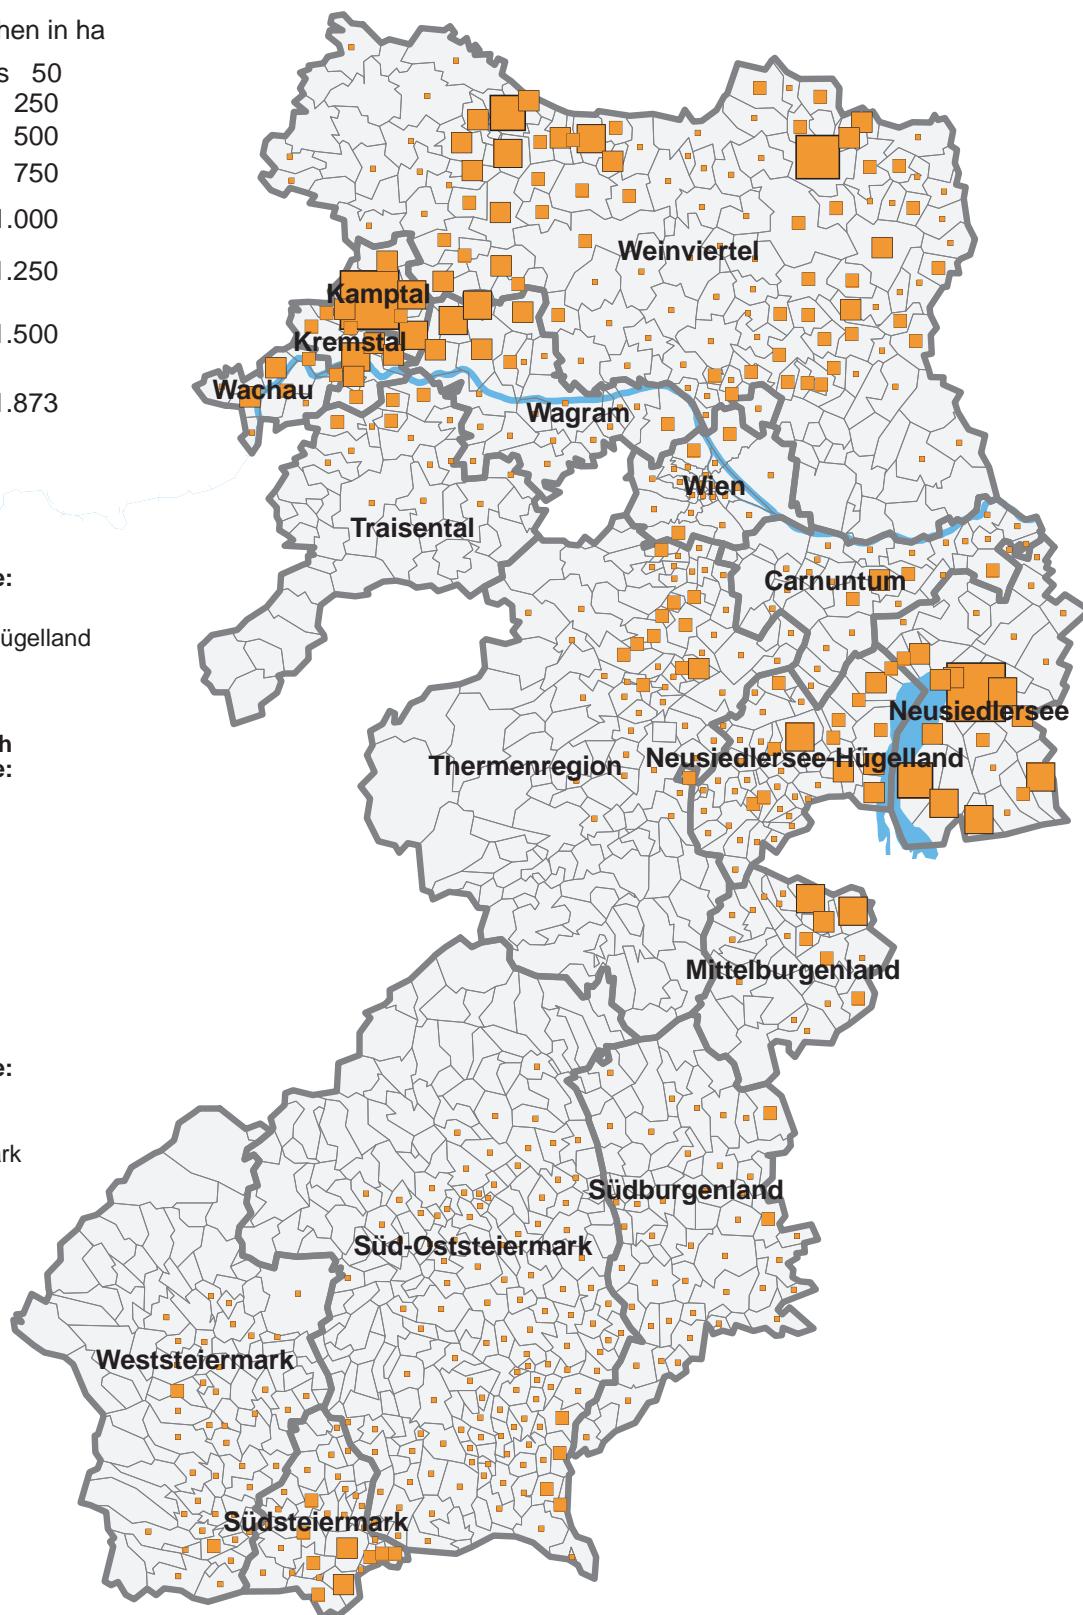 hen in ha
s 50
250
500
750
1.000
1.250
1.500
1.873
e:
ügelland
h
e:
e:
rk
Weinviertel
Kamptal
Kremstal
Wachau
Wagram
Wien
Traisental
Carnuntum
Neusiedlersee
Neusiedlersee-Hügelland
Thermenregion
Mittelburgenland
Südburgenland
Süd-Oststeiermark
Weststeiermark
Südsteiermark